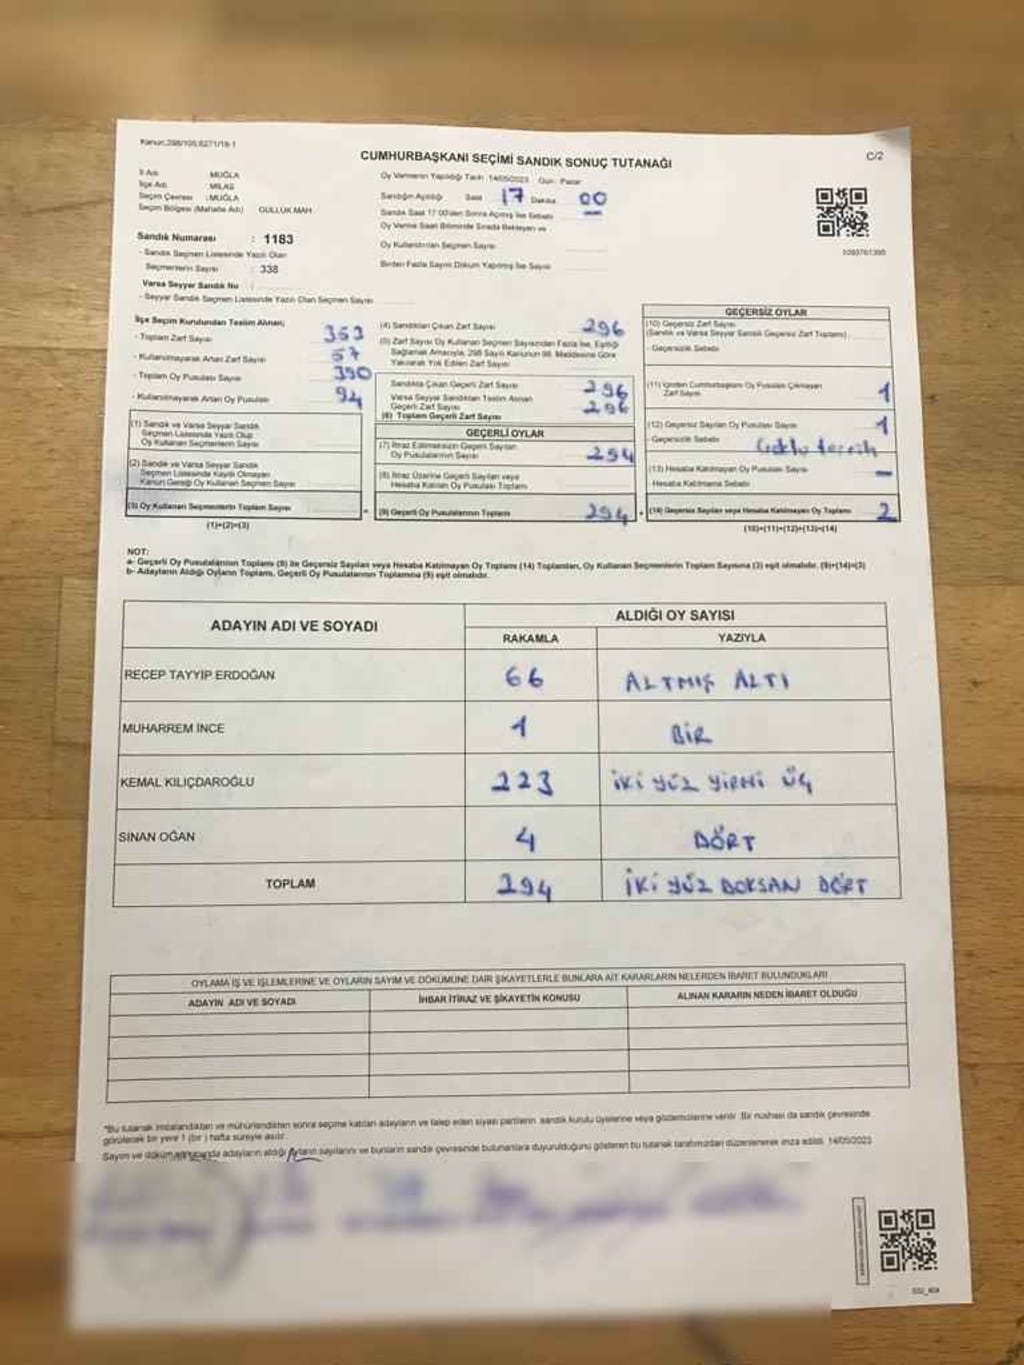 Kanun:298/105,6271/19-1
CUMHURBAŞKANI SEÇİMİ SANDIK SONUÇ TUTANAĞI
C/2
İl Adı MUĞLA
İlçe Adı MİLAS
Seçim Çevresi : MUĞLA
Seçim Bölgesi (Mahalle Adı) GÜLLÜK MAH.
Sandık Numarası : 1183
- Sandık Seçmen Listesinde Yazılı Olan
Seçmenlerin Sayısı : 338
Varsa Seyyar Sandık No :
- Seyyar Sandık Seçmen Listesinde Yazılı Olan Seçmen Sayısı
Oy Vermenin Yapıldığı Tarih :14/05/2023 Gün : Pazar
Sandığın Açıldığı Saat 17 Dakika 00
Sandık Saat 17:00'den Sonra Açılmış İse Sebebi —
Oy Verme Saati Bitiminde Sırada Bekleyen ve
Oy Kullandırılan Seçmen Sayısı
Birden Fazla Sayım Döküm Yapılmış İse Sayısı
1093761395
İlçe Seçim Kurulundan Teslim Alınan;
- Toplam Zarf Sayısı 353
- Kullanılmayarak Artan Zarf Sayısı 57
- Toplam Oy Pusulası Sayısı 390
- Kullanılmayarak Artan Oy Pusulası 94
(1) Sandık ve Varsa Seyyar Sandık
Seçmen Listesinde Yazılı Olup
Oy Kullanan Seçmenlerin Sayısı
(2) Sandık ve Varsa Seyyar Sandık
Seçmen Listesinde Kayıtlı Olmayan
Kanun Gereği Oy Kullanan Seçmen Sayısı
(3) Oy Kullanan Seçmenlerin Toplam Sayısı
(1)+(2)=(3)
(4) Sandıktan Çıkan Zarf Sayısı 296
(5) Zarf Sayısı Oy Kullanan Seçmen Sayısından Fazla İse, Eşitliği
Sağlamak Amacıyla, 298 Sayılı Kanunun 98. Maddesine Göre
Yakılarak Yok Edilen Zarf Sayısı
Sandıkta Çıkan Geçerli Zarf Sayısı 296
Varsa Seyyar Sandıktan Teslim Alınan
Geçerli Zarf Sayısı 296
(6) Toplam Geçerli Zarf Sayısı
GEÇERLİ OYLAR
(7) İtiraz Edilmeksizin Geçerli Sayılan
Oy Pusulalarının Sayısı 294
(8) İtiraz Üzerine Geçerli Sayılan veya
Hesaba Katılan Oy Pusulası Toplamı
(9) Geçerli Oy Pusulalarının Toplamı 294
GEÇERSİZ OYLAR
(10) Geçersiz Zarf Sayısı
(Sandık ve Varsa Seyyar Sandık Geçersiz Zarf Toplamı)
- Geçersizlik Sebebi
(11) İçinden Cumhurbaşkanı Oy Pusulası Çıkmayan
Zarf Sayısı 1
(12) Geçersiz Sayılan Oy Pusulası Sayısı 1
- Geçersizlik Sebebi tercih
(13) Hesaba Katılmayan Oy Pusulası Sayısı —
- Hesaba Katılmama Sebebi
(14) Geçersiz Sayılan veya Hesaba Katılmayan Oy Toplamı 2
(10)+(11)+(12)+(13)=(14)
NOT:
a- Geçerli Oy Pusulalarının Toplamı (9) ile Geçersiz Sayılan veya Hesaba Katılmayan Oy Toplamı (14) Toplamları, Oy Kullanan Seçmenlerin Toplam Sayısına (3) eşit olmalıdır. (9)+(14)=(3)
b- Adayların Aldığı Oyların Toplamı, Geçerli Oy Pusulalarının Toplamına (9) eşit olmalıdır.
ADAYIN ADI VE SOYADI ALDIĞI OY SAYISI
RAKAMLA YAZIYLA
RECEP TAYYİP ERDOĞAN 66 ALTMIŞ ALTI
MUHARREM İNCE 1 BİR
KEMAL KILIÇDAROĞLU 223 İKİ YÜZ YİRMİ ÜÇ
SİNAN OĞAN 4 DÖRT
TOPLAM 294 İKİ YÜZ DOKSAN DÖRT
OYLAMA İŞ VE İŞLEMLERİNE VE OYLARIN SAYIM VE DÖKÜMÜNE DAİR ŞİKAYETLERLE BUNLARA AİT KARARLARIN NELERDEN İBARET BULUNDUKLARI
ADAYIN ADI VE SOYADI İHBAR İTİRAZ VE ŞİKAYETİN KONUSU ALINAN KARARIN NEDEN İBARET OLDUĞU
*Bu tutanak imzalandıktan ve mühürlendikten sonra seçime katılan adayların ve talep eden siyasi partilerin sandık kurulu üyelerine veya gözlemcilerine verilir. Bir nüshası da sandık çevresinde
görülecek bir yere 1 (bir ) hafta süreyle asılır.
Sayım ve döküm sonucunda adayların aldığı oyların sayılarını ve bunların sandık çevresinde bulunanlara duyurulduğunu gösteren bu tutanak tarafımızdan düzenlenerek imza edildi. 14/05/2023